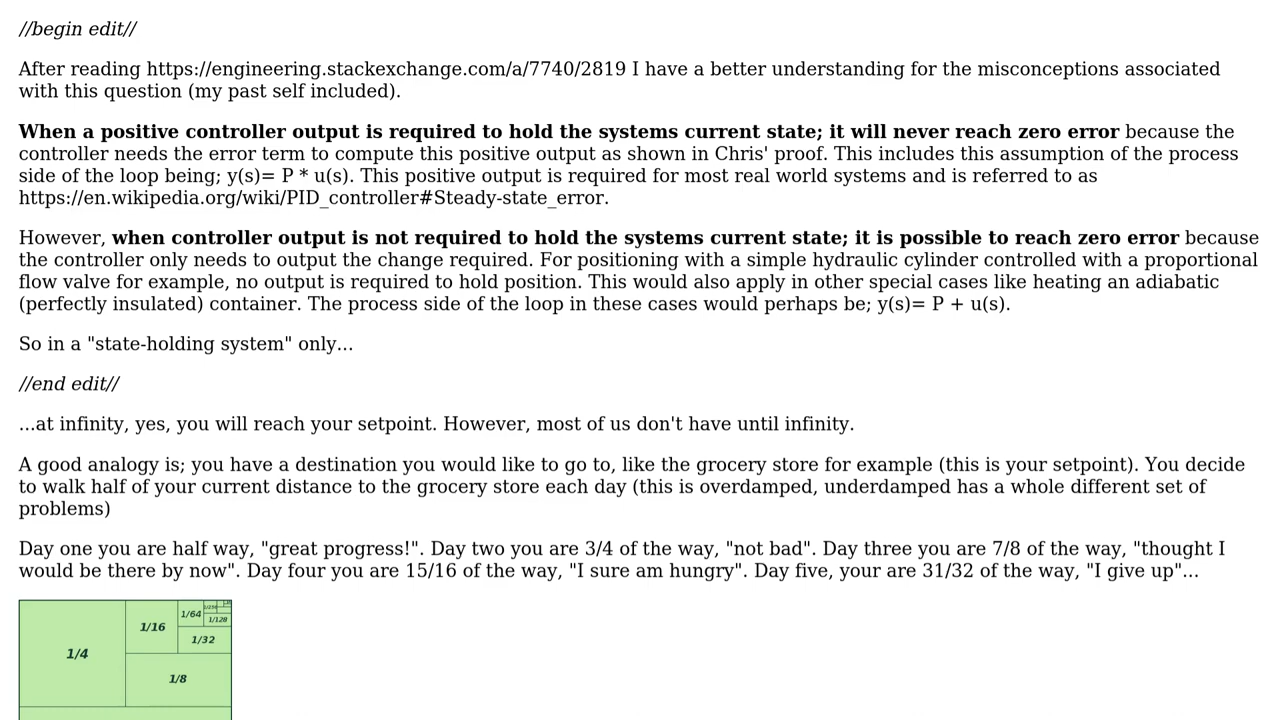 //begin edit//
After reading https://engineering.stackexchange.com/a/7740/2819 I have a better understanding for the misconceptions associated
with this question (my past self included).
When a positive controller output is required to hold the systems current state; it will never reach zero error because the
controller needs the error term to compute this positive output as shown in Chris' proof. This includes this assumption of the process
side of the loop being; y(s)= P * u(s). This positive output is required for most real world systems and is referred to as
https://en.wikipedia.org/wiki/PID_controller#Steady-state_error.
However, when controller output is not required to hold the systems current state; it is possible to reach zero error because
the controller only needs to output the change required. For positioning with a simple hydraulic cylinder controlled with a proportional
flow valve for example, no output is required to hold position. This would also apply in other special cases like heating an adiabatic
(perfectly insulated) container. The process side of the loop in these cases would perhaps be; y(s)= P + u(s).
So in a "state-holding system" only...
//end edit//
...at infinity, yes, you will reach your setpoint. However, most of us don't have until infinity.
A good analogy is; you have a destination you would like to go to, like the grocery store for example (this is your setpoint). You decide
to walk half of your current distance to the grocery store each day (this is overdamped, underdamped has a whole different set of
problems)
Day one you are half way, "great progress!". Day two you are 3/4 of the way, "not bad". Day three you are 7/8 of the way, "thought I
would be there by now". Day four you are 15/16 of the way, "I sure am hungry". Day five, your are 31/32 of the way, "I give up"...
1/4
1/16
1/64
1/128
1/32
1/8